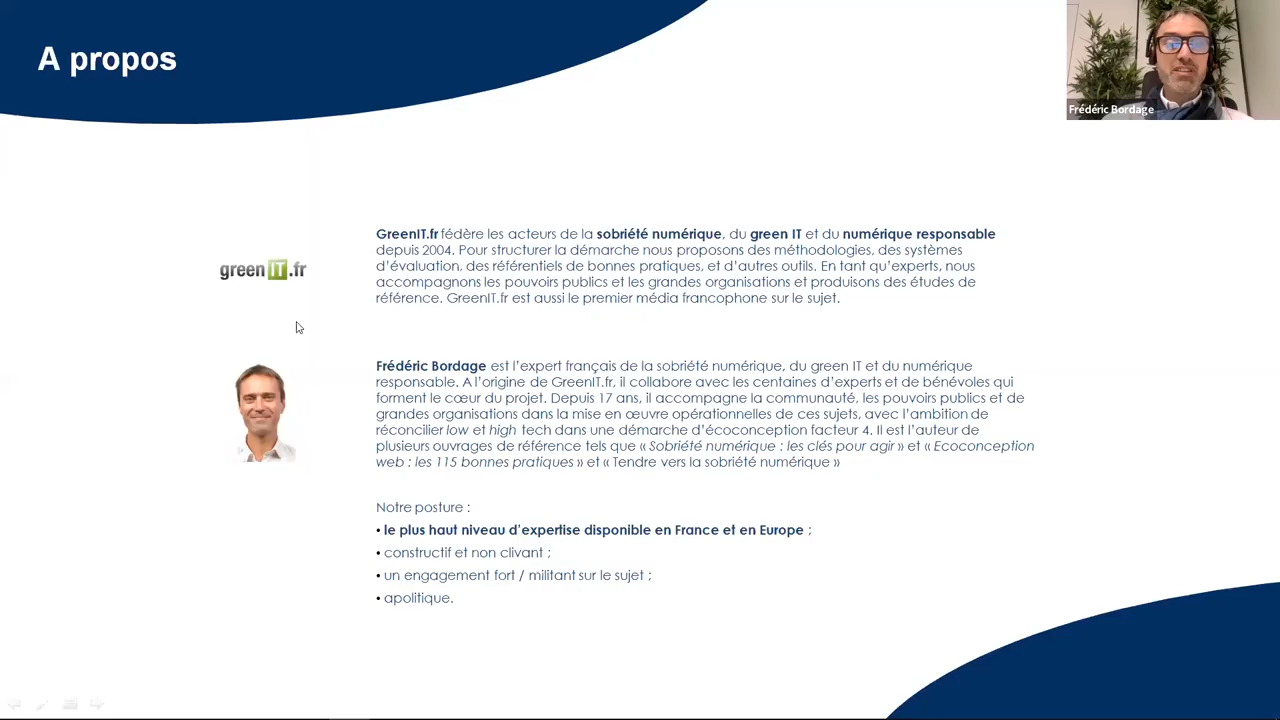 A propos
Frédéric Bordage
GreenIT.fr fédère les acteurs de la sobriété numérique, du green IT et du numérique responsable
depuis 2004. Pour structurer la démarche nous proposons des méthodologies, des systèmes
d'évaluation, des référentiels de bonnes pratiques, et d'autres outils. En tant qu'experts, nous
accompagnons les pouvoirs publics et les grandes organisations et produisons des études de
référence. GreenIT.fr est aussi le premier média francophone sur le sujet.
green IT .fr
Frédéric Bordage est l'expert français de la sobriété numérique, du green IT et du numérique
responsable. A l'origine de GreenIT.fr, il collabore avec les centaines d'experts et de bénévoles qui
forment le cœur du projet. Depuis 17 ans, il accompagne la communauté, les pouvoirs publics et de
grandes organisations dans la mise en œuvre opérationnelles de ces sujets, avec l'ambition de
réconcilier low et high tech dans une démarche d'écoconception facteur 4. Il est l'auteur de
plusieurs ouvrages de référence tels que « Sobriété numérique : les clés pour agir » et « Ecoconception
web : les 115 bonnes pratiques » et « Tendre vers la sobriété numérique »
Notre posture :
• le plus haut niveau d'expertise disponible en France et en Europe ;
• constructif et non clivant ;
• un engagement fort / militant sur le sujet ;
• apolitique.